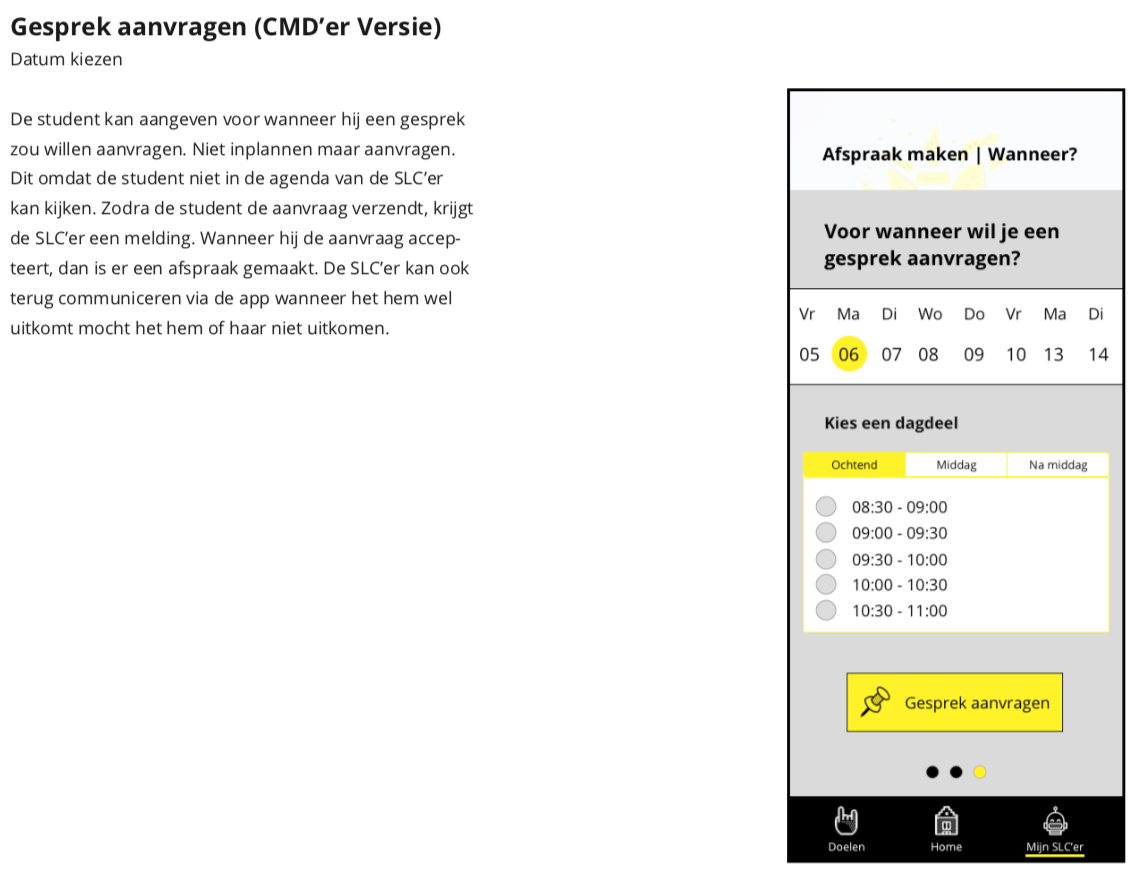 Gesprek aanvragen (CMD’er Versie)
Datum kiezen
De student kan aangeven voor wanneer hij een gesprek
zou willen aanvragen. Niet inplannen maar aanvragen.
Dit omdat de student niet in de agenda van de SLC’er
kan kijken. Zodra de student de aanvraag verzendt, krijgt
de SLC’er een melding. Wanneer hij de aanvraag accep-
teert, dan is er een afspraak gemaakt. De SLC’er kan ook
terug communiceren via de app wanneer het hem wel
uitkomt mocht het hem of haar niet uitkomen.
Afspraak maken | Wanneer?
Voor wanneer wil je een
gesprek aanvragen?
Vr Ma Di Wo Do Vr Ma Di
05 06 07 08 09 10 13 14
Kies een dagdeel
Ochtend Middag Na middag
08:30 - 09:00
09:00 - 09:30
09:30 - 10:00
10:00 - 10:30
10:30 - 11:00
Gesprek aanvragen
Doelen Home Mijn SLC’er